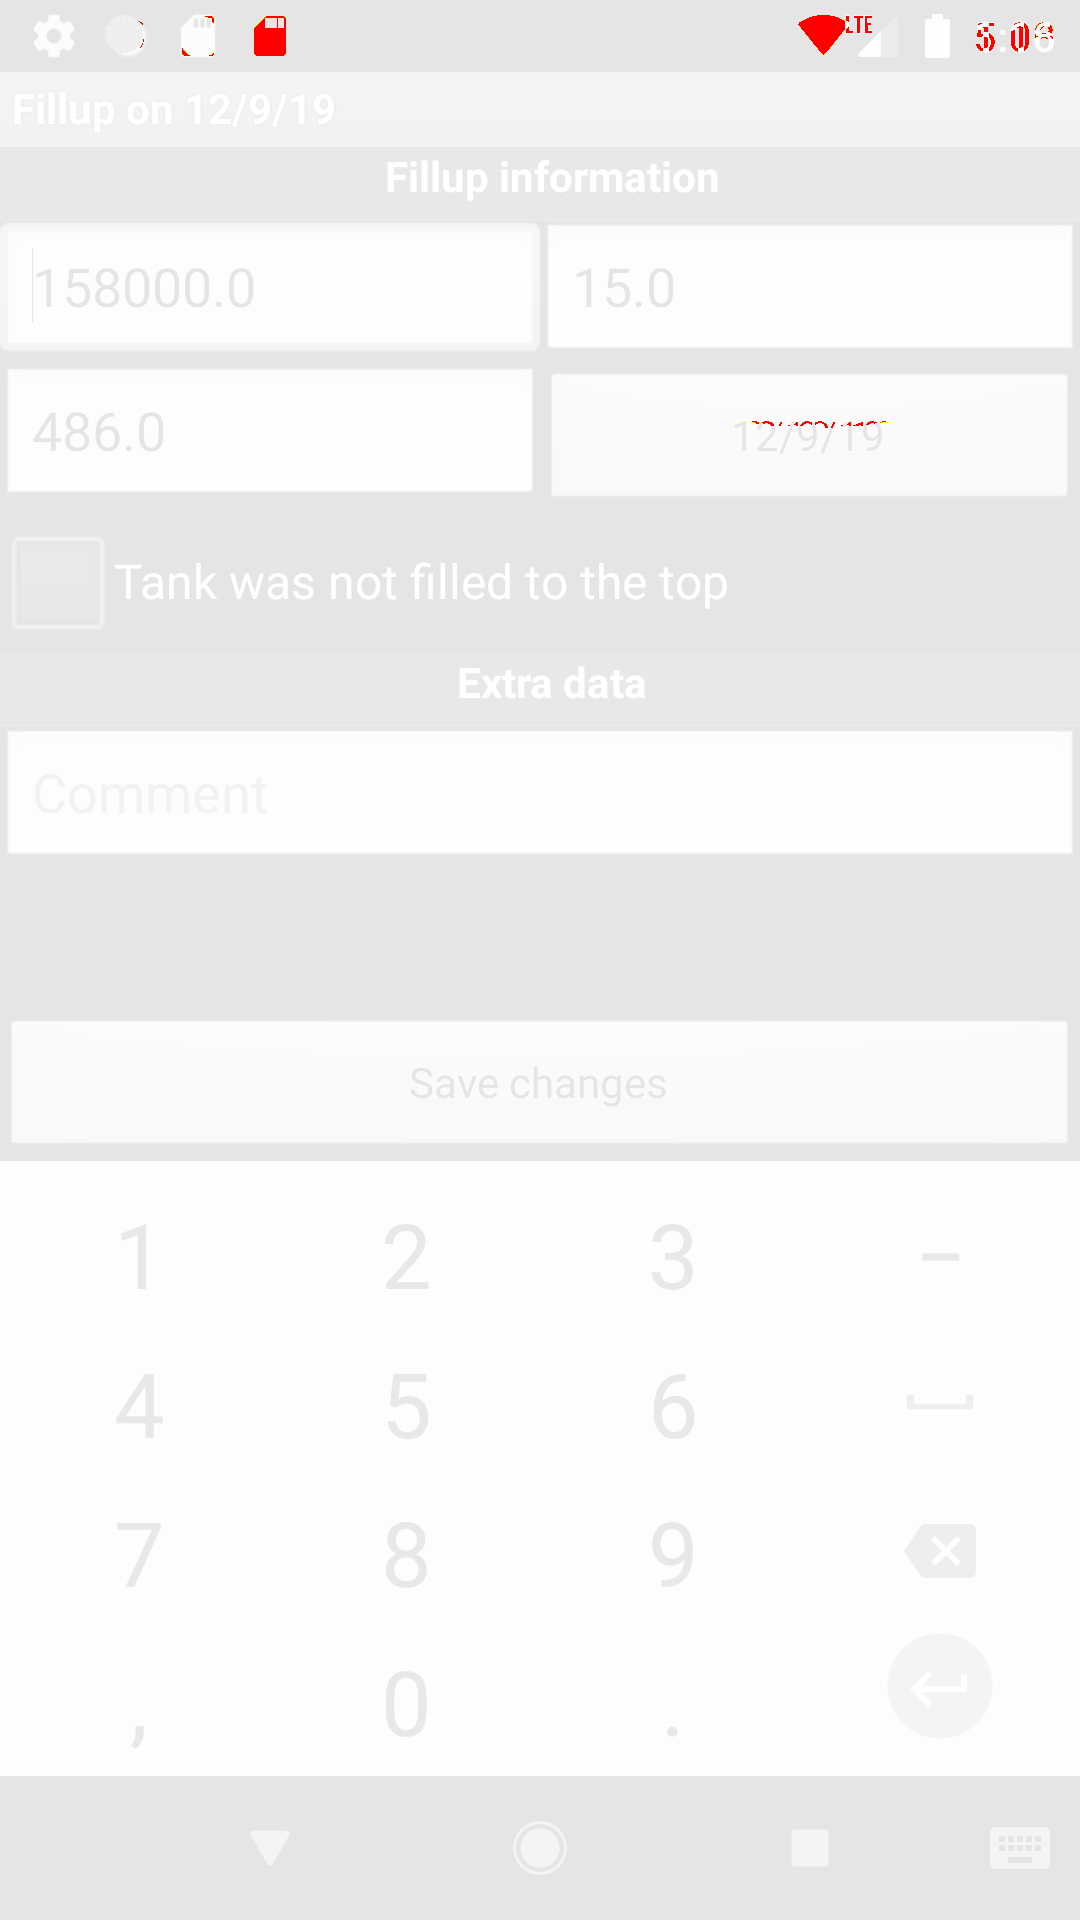 LTE
Fillup on 12/9/19
Fillup information
158000.0 15.0
486.0 12/9/19
Tank was not filled to the top
Extra data
Comment
Save changes
1 2 3 –
4 5 6
7 8 9
, 0 .